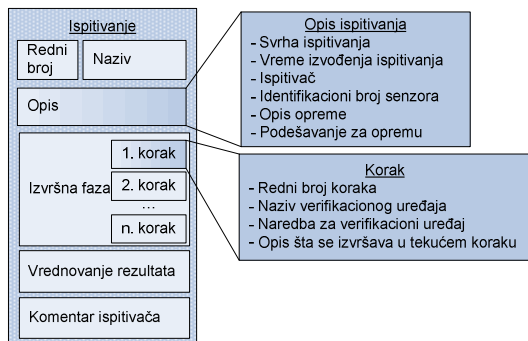 Ispitivanje
Redni
broj
Naziv
Opis
Izvršna faza
1. korak
2. korak
...
n. korak
Vrednovanje rezultata
Komentar ispitivača
Opis ispitivanja
- Svrha ispitivanja
- Vreme izvođenja ispitivanja
- Ispitivač
- Identifikacioni broj senzora
- Opis opreme
- Podešavanje za opremu
Korak
- Redni broj koraka
- Naziv verifikacionog uređaja
- Naredba za verifikacioni uređaj
- Opis šta se izvršava u tekućem koraku